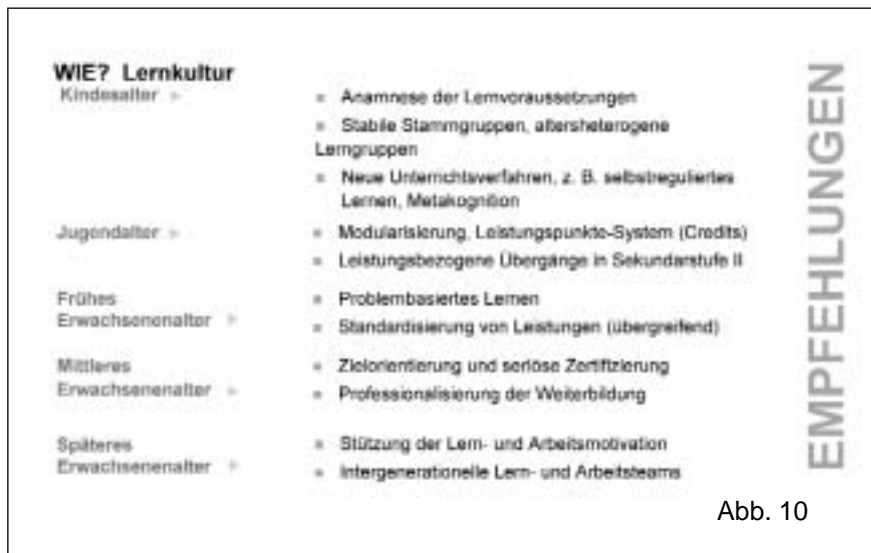 WIE? Lernkultur
Kindesalter
Anamnese der Lernvoraussetzungen
Stabile Stammgruppen, altersheterogene
Lerngruppen
Neue Unterrichtsverfahren, z. B. selbstreguliertes
Lernen, Metakognition
Jugendalter
Modularisierung, Leistungspunkte-System (Credits)
Leistungsbezogene Übergänge in Sekundarstufe II
Frühes
Erwachsenenalter
Problembasiertes Lernen
Standardisierung von Leistungen (übergreifend)
Mittleres
Erwachsenenalter
Zielorientierung und seriöse Zertifizierung
Professionalisierung der Weiterbildung
Späteres
Erwachsenenalter
Stützung der Lern- und Arbeitsmotivation
Intergenerationelle Lern- und Arbeitsteams
EMPFEHLUNGEN
Abb. 10